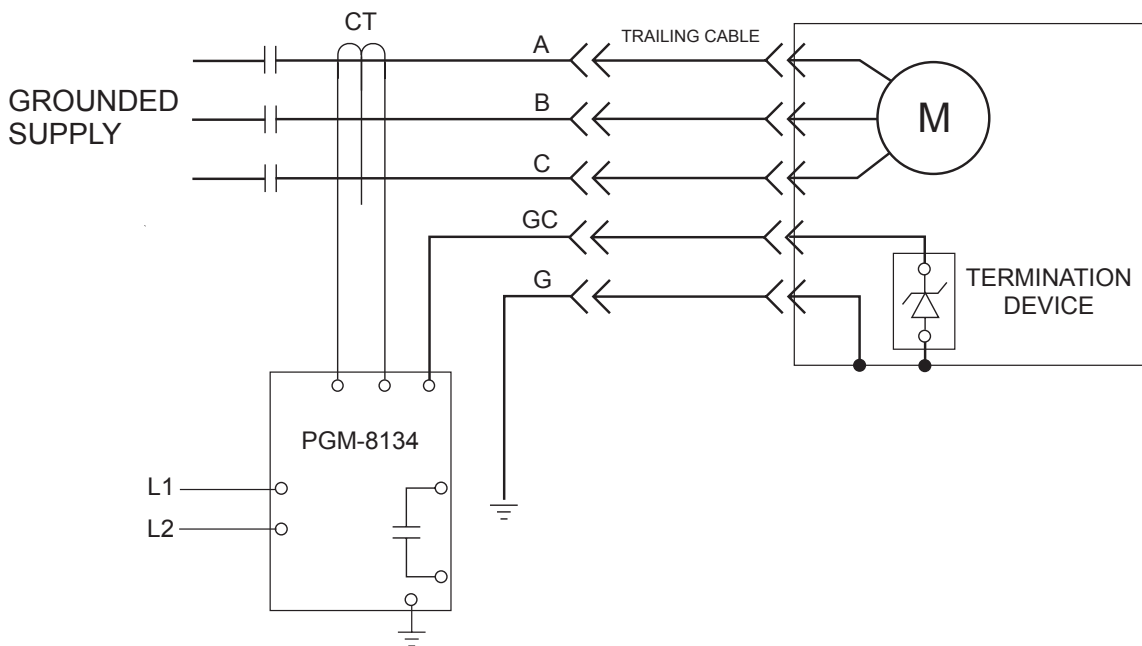 CT
A
TRAILING CABLE
GROUNDED
SUPPLY
B
M
C
GC
G
TERMINATION
DEVICE
PGM-8134
L1
L2